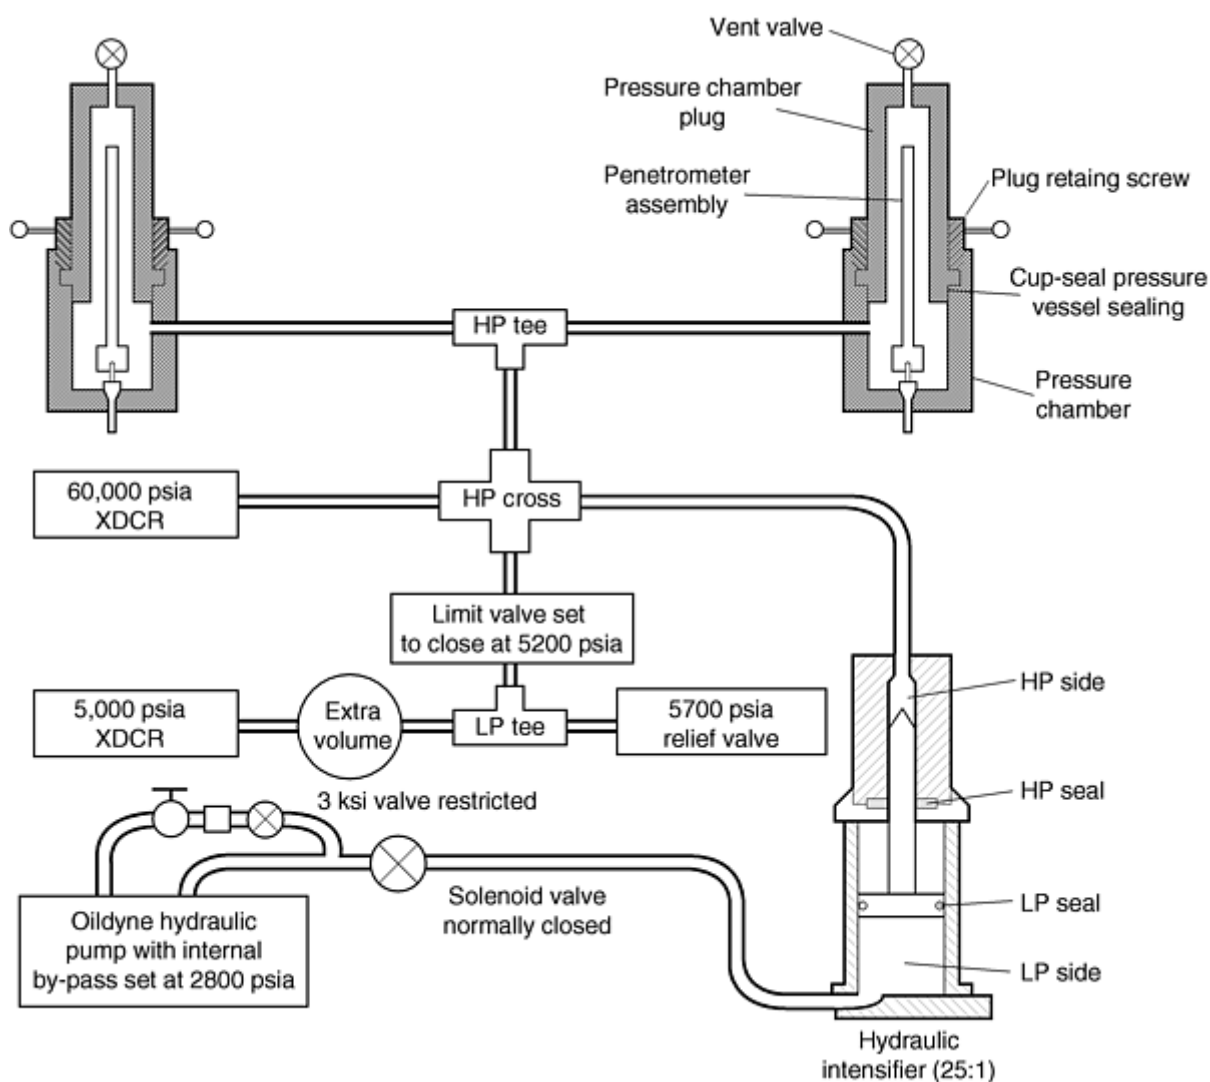 Vent valve
Pressure chamber
plug
Penetrometer
assembly
Plug retaing screw
Cup-seal pressure
vessel sealing
HP tee
Pressure
chamber
60,000 psia
XDCR
HP cross
Limit valve set
to close at 5200 psia
5,000 psia
XDCR
Extra
volume
LP tee
5700 psia
relief valve
HP side
3 ksi valve restricted
HP seal
Solenoid valve
normally closed
LP seal
Oildyne hydraulic
pump with internal
by-pass set at 2800 psia
LP side
Hydraulic
intensifier (25:1)